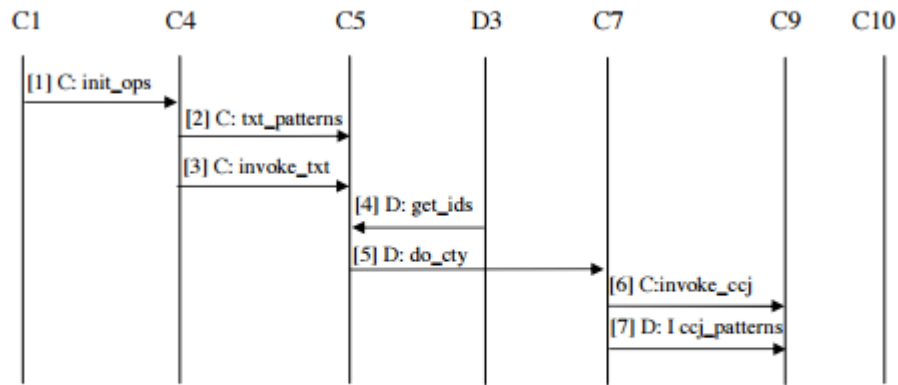 C1 C4 C5 D3 C7 C9 C10
[1] C: init_ops
[2] C: txt_patterns
[3] C: invoke_txt
[4] D: get_ids
[5] D: do_cty
[6] C:invoke_ccj
[7] D: I ccj_patterns